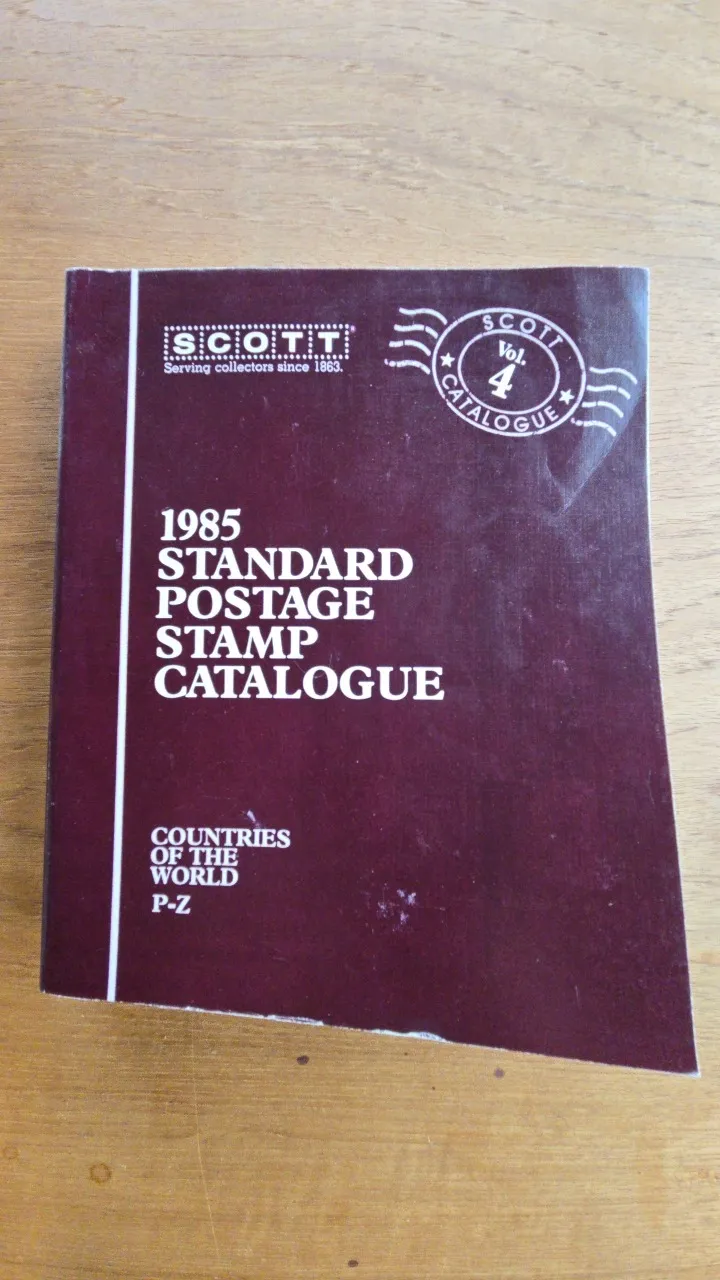 SCOTT
Serving collectors since 1863.
SCOTT
Vol.
4
CATALOGUE
1985
STANDARD
POSTAGE
STAMP
CATALOGUE
COUNTRIES
OF THE
WORLD
P-Z